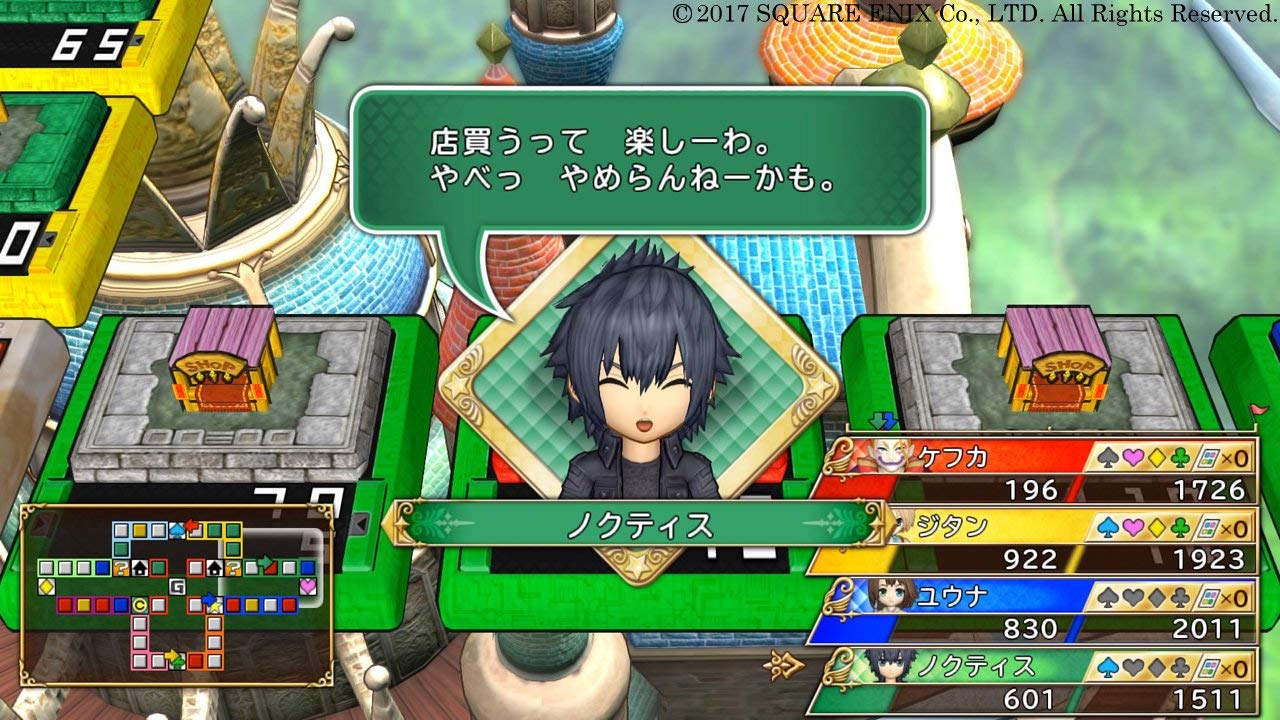 ©2017 SQUARE ENIX Co., LTD. All Rights Reserved.
65
店買うって 楽しーわ。
やべっ やめらんねーかも。
0
SHOP
SHOP
ノクティス
ケフカ ×0
196 1726
ジタン ×0
922 1923
ユウナ ×0
830 2011
ノクティス ×0
601 1511
? ?
G
C